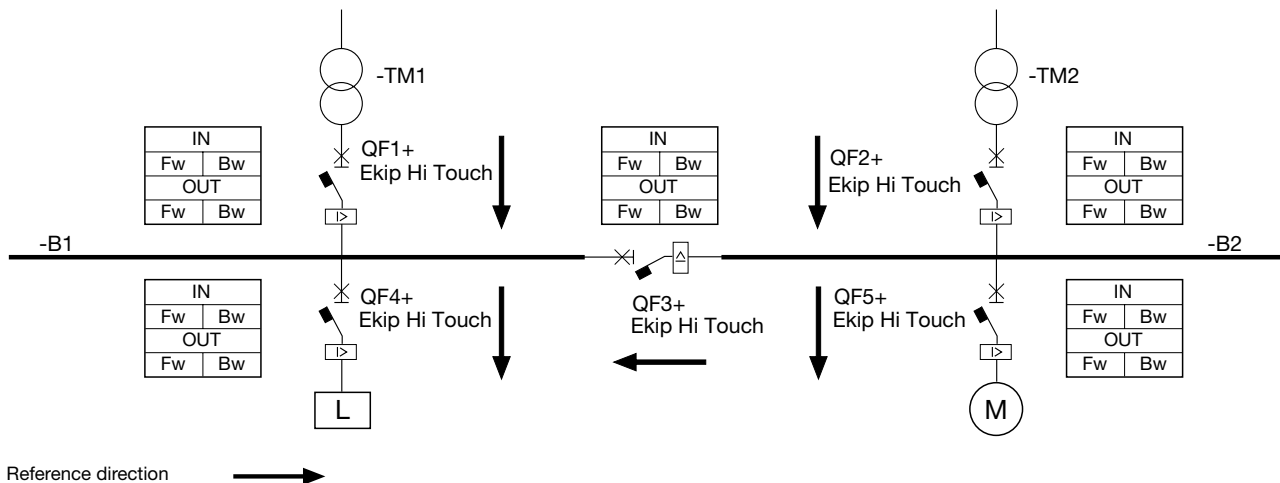 -TM1
-TM2
IN
Fw Bw
OUT
Fw Bw
QF1+
Ekip Hi Touch
IN
Fw Bw
OUT
Fw Bw
QF2+
Ekip Hi Touch
IN
Fw Bw
OUT
Fw Bw
I>
I>
-B1
-B2
I>
IN
Fw Bw
OUT
Fw Bw
QF4+
Ekip Hi Touch
QF3+
Ekip Hi Touch
QF5+
Ekip Hi Touch
IN
Fw Bw
OUT
Fw Bw
I>
I>
L
M
Reference direction